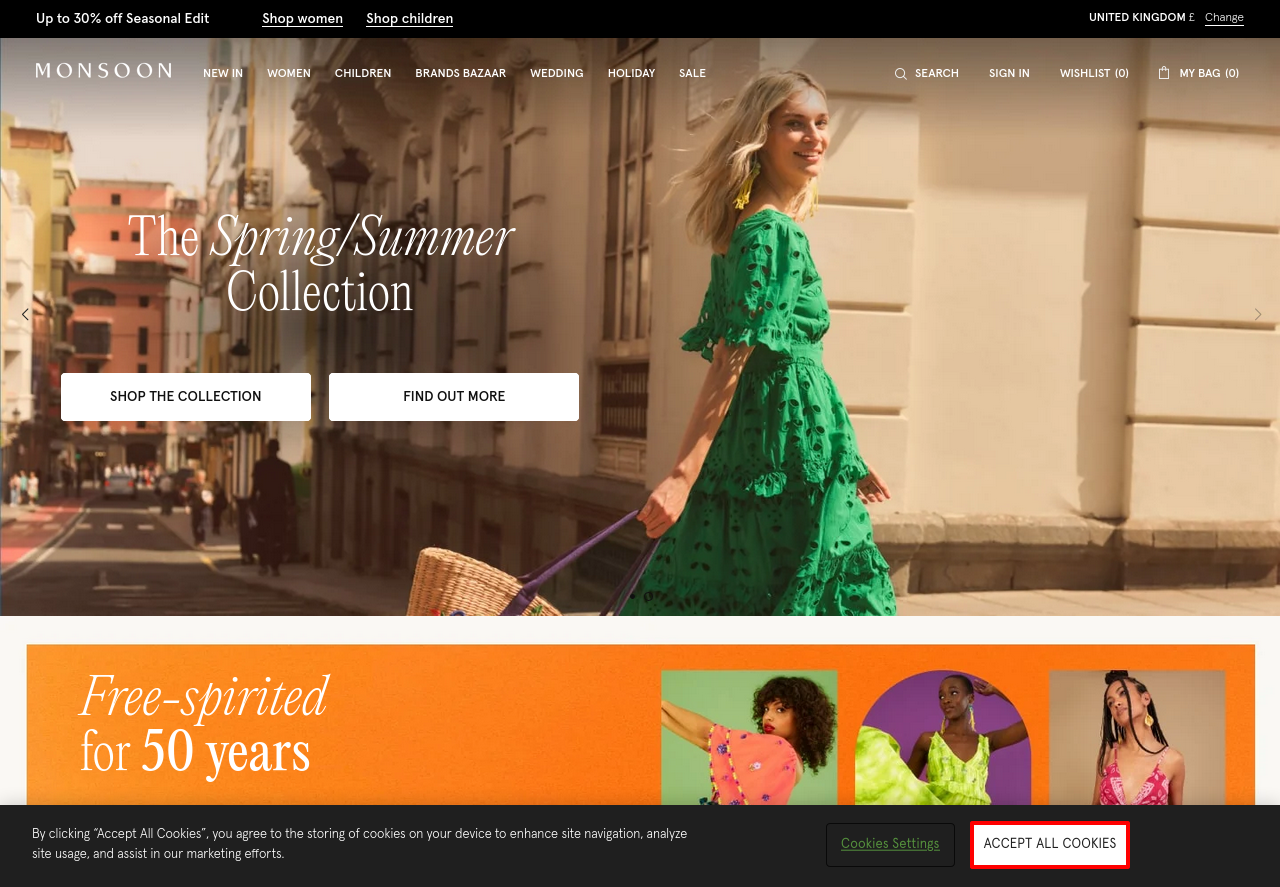 Up to 30% off Seasonal Edit Shop women Shop children UNITED KINGDOM £ Change
MONSOON NEW IN WOMEN CHILDREN BRANDS BAZAAR WEDDING HOLIDAY SALE SEARCH SIGN IN WISHLIST (0) MY BAG (0)
The Spring/Summer
Collection
SHOP THE COLLECTION FIND OUT MORE
Free-spirited
for 50 years
By clicking “Accept All Cookies”, you agree to the storing of cookies on your device to enhance site navigation, analyze
site usage, and assist in our marketing efforts.
Cookies Settings ACCEPT ALL COOKIES